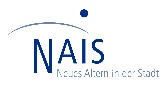 NAIS
Neues Altern in der Stadt